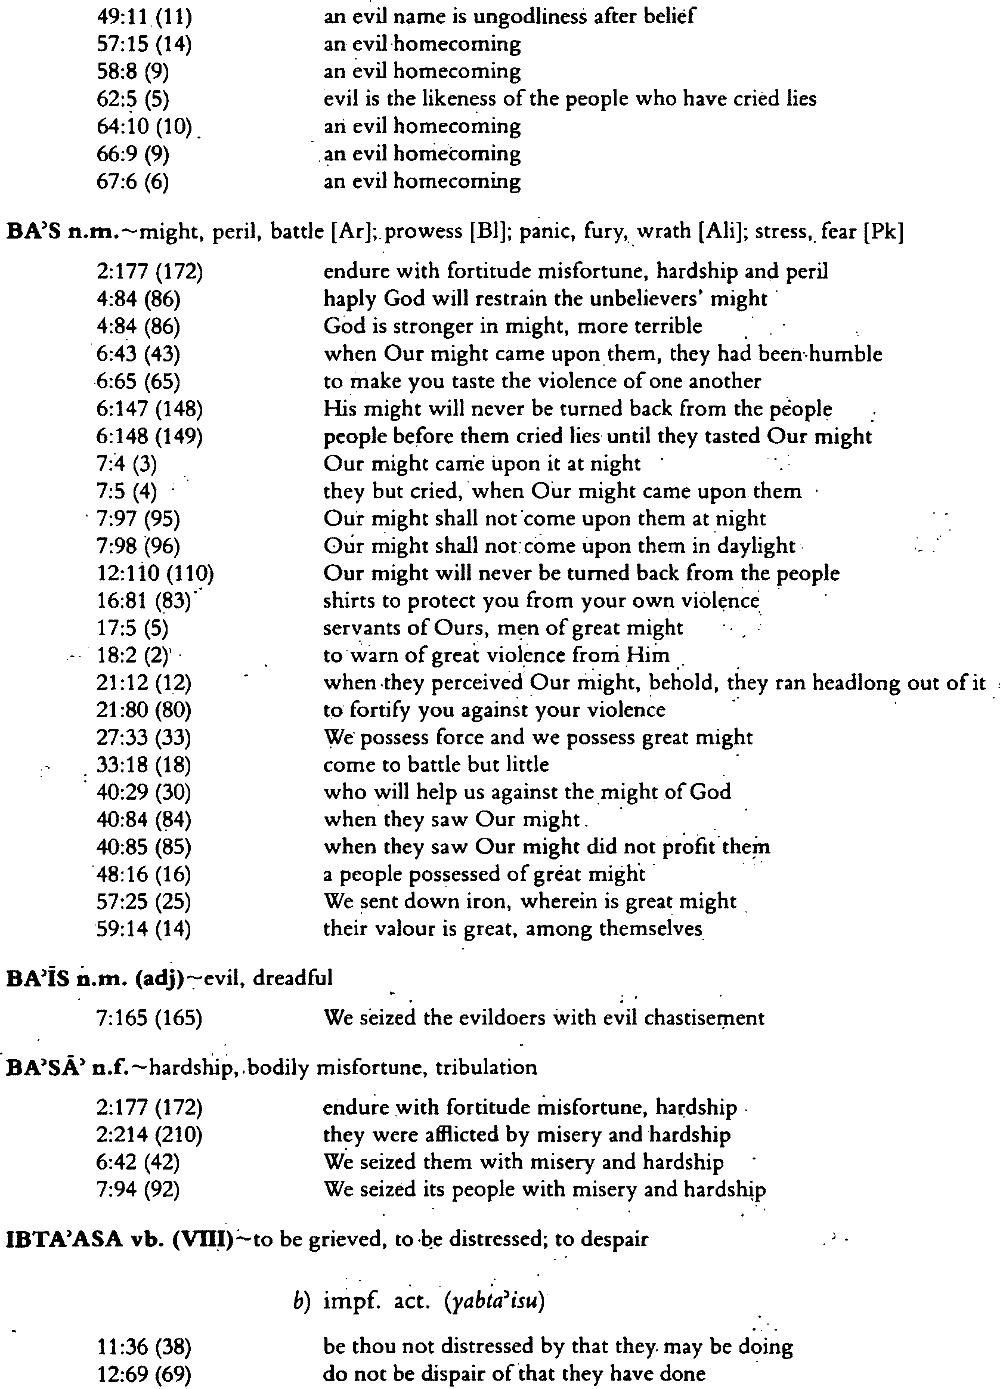 49:11 (11) an evil name is ungodliness after belief
57:15 (14) an evil homecoming
58:8 (9) an evil homecoming
62:5 (5) evil is the likeness of the people who have cried lies
64:10 (10) an evil homecoming
66:9 (9) an evil homecoming
67:6 (6) an evil homecoming
BAʾS n.m.~might, peril, battle [Ar]; prowess [Bl]; panic, fury, wrath [Ali]; stress, fear [Pk]
2:177 (172) endure with fortitude misfortune, hardship and peril
4:84 (86) haply God will restrain the unbelievers' might
4:84 (86) God is stronger in might, more terrible
6:43 (43) when Our might came upon them, they had been humble
6:65 (65) to make you taste the violence of one another
6:147 (148) His might will never be turned back from the people
6:148 (149) people before them cried lies until they tasted Our might
7:4 (3) Our might came upon it at night
7:5 (4) they but cried, when Our might came upon them
7:97 (95) Our might shall not come upon them at night
7:98 (96) Our might shall not come upon them in daylight
12:110 (110) Our might will never be turned back from the people
16:81 (83) shirts to protect you from your own violence
17:5 (5) servants of Ours, men of great might
18:2 (2) to warn of great violence from Him
21:12 (12) when they perceived Our might, behold, they ran headlong out of it
21:80 (80) to fortify you against your violence
27:33 (33) We possess force and we possess great might
33:18 (18) come to battle but little
40:29 (30) who will help us against the might of God
40:84 (84) when they saw Our might
40:85 (85) when they saw Our might did not profit them
48:16 (16) a people possessed of great might
57:25 (25) We sent down iron, wherein is great might
59:14 (14) their valour is great, among themselves
BAʾĪS n.m. (adj)~evil, dreadful
7:165 (165) We seized the evildoers with evil chastisement
BAʾSĀʾ n.f.~hardship, bodily misfortune, tribulation
2:177 (172) endure with fortitude misfortune, hardship
2:214 (210) they were afflicted by misery and hardship
6:42 (42) We seized them with misery and hardship
7:94 (92) We seized its people with misery and hardship
IBTAʾASA vb. (VIII)~to be grieved, to be distressed; to despair
b) impf. act. (yabtaʾisu)
11:36 (38) be thou not distressed by that they may be doing
12:69 (69) do not be dispair of that they have done